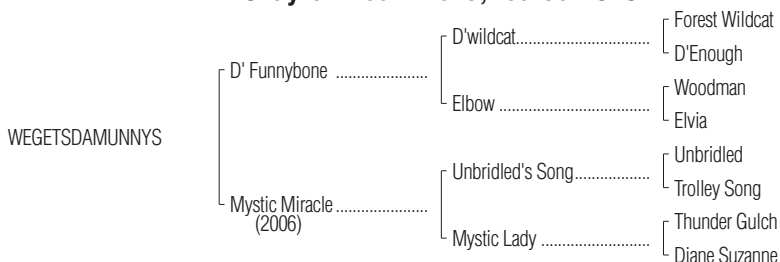 Forest Wildcat
D'wildcat
D'Enough
D' Funnybone
Woodman
Elbow
Elvia
WEGETSDAMUNNYS
Unbridled
Unbridled's Song
Trolley Song
Mystic Miracle
(2006)
Thunder Gulch
Mystic Lady
Diane Suzanne